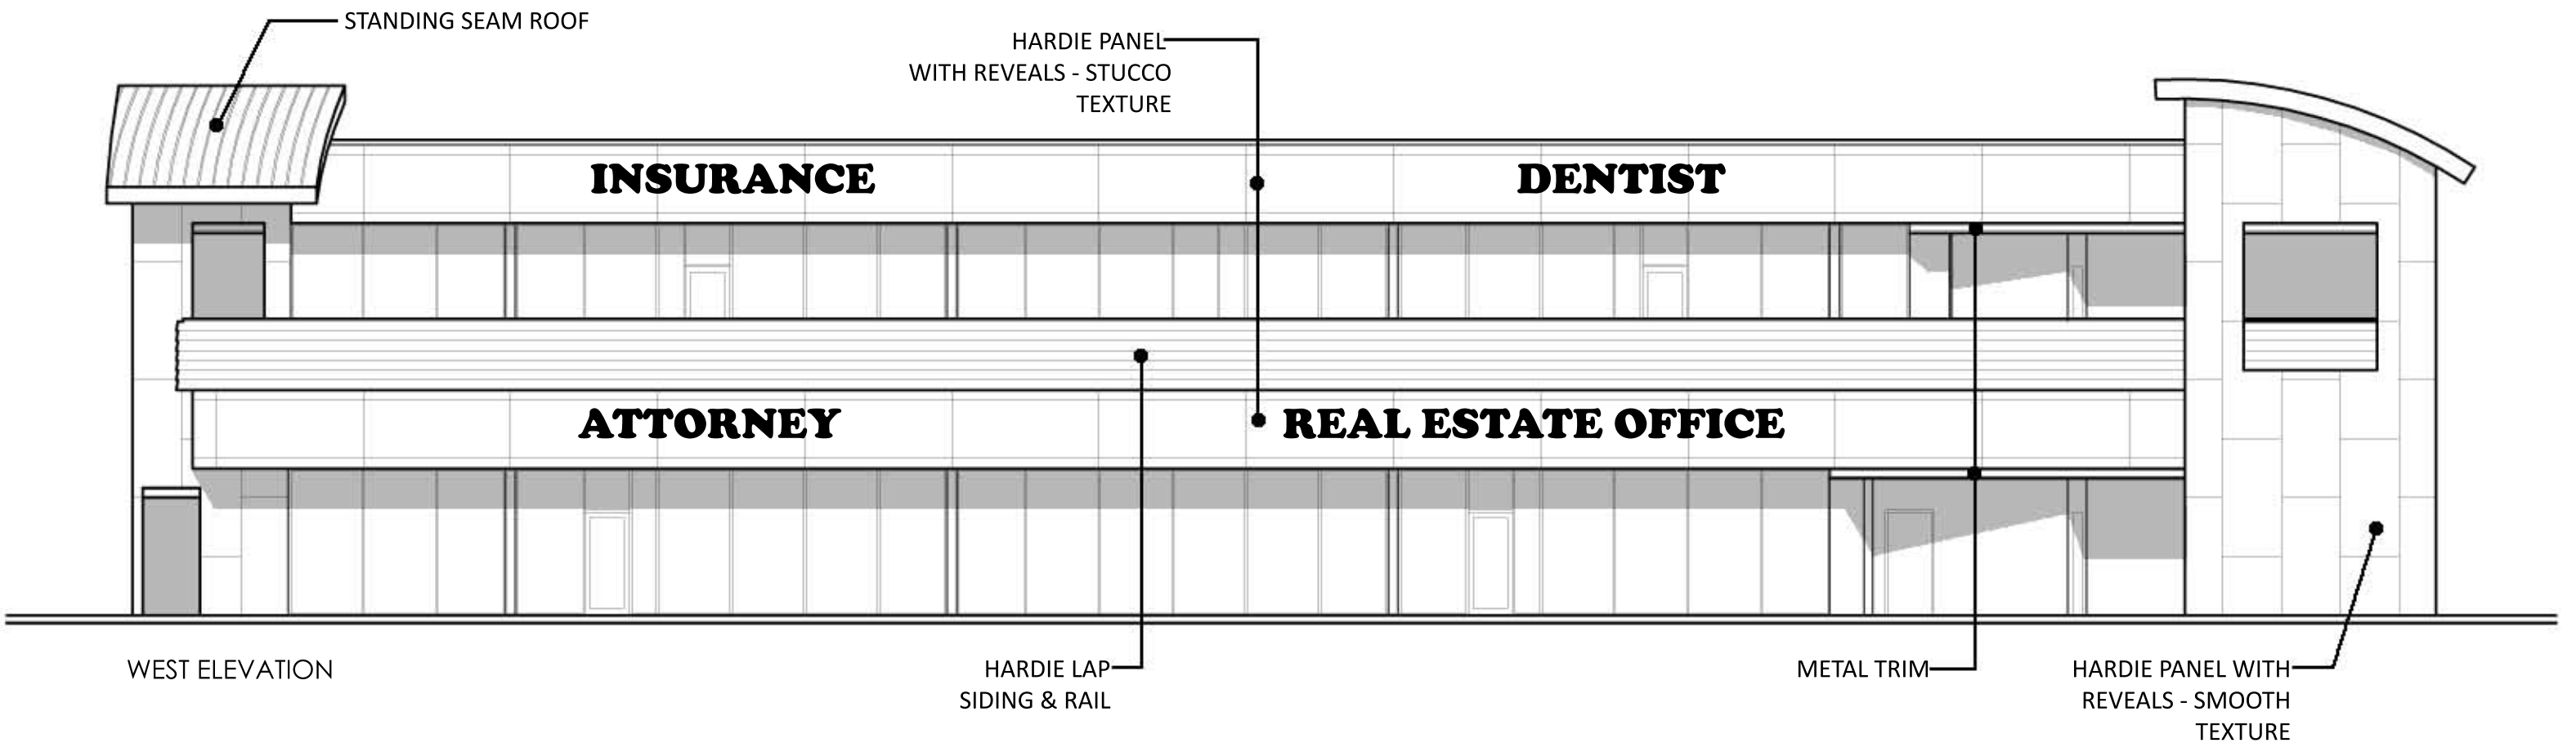 STANDING SEAM ROOF
HARDIE PANEL
WITH REVEALS - STUCCO
TEXTURE
INSURANCE
DENTIST
ATTORNEY
REAL ESTATE OFFICE
WEST ELEVATION
HARDIE LAP
SIDING & RAIL
METAL TRIM
HARDIE PANEL WITH
REVEALS - SMOOTH
TEXTURE